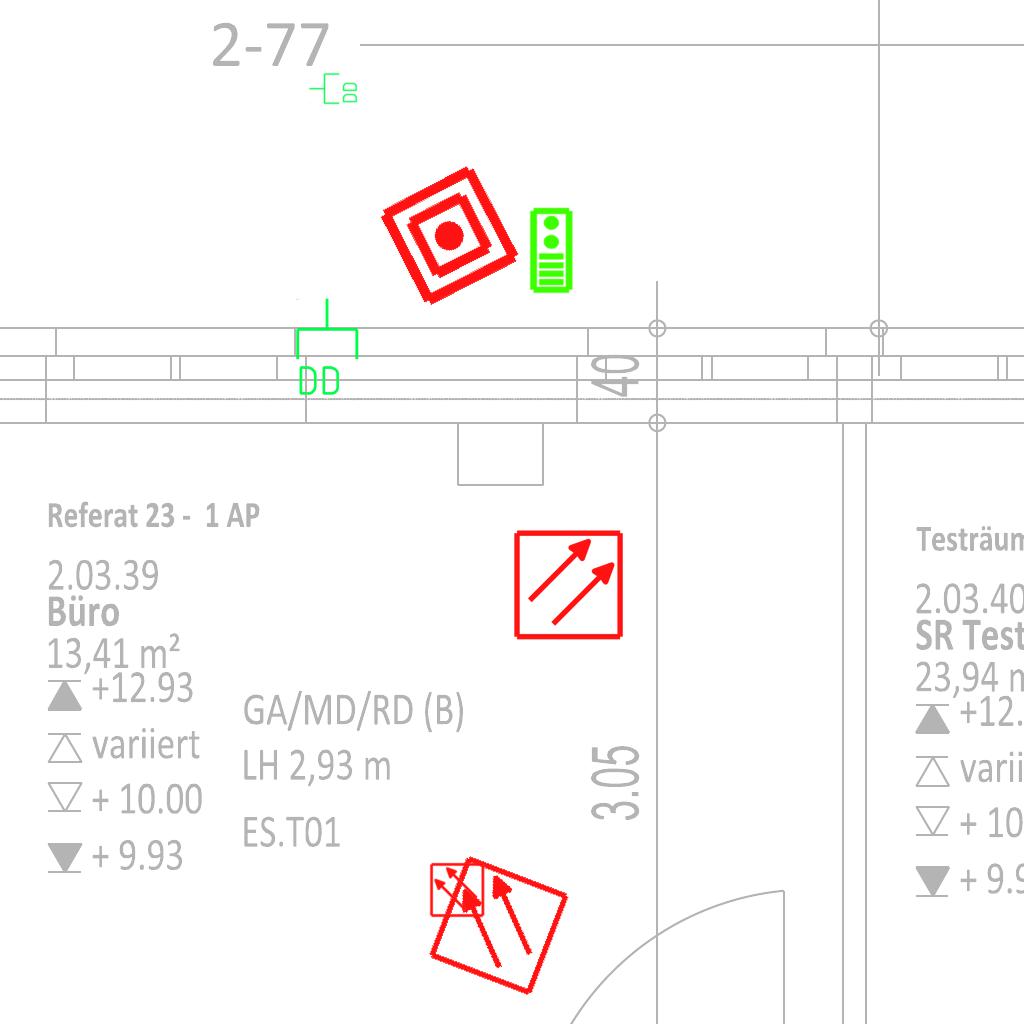 2-77
DD
DD
40
Referat 23 -  1 AP
2.03.39
Büro
13,41 m²
+12.93
variiert
+ 10.00
+ 9.93
GA/MD/RD (B)
LH 2,93 m
ES.T01
3.05
Testräum
2.03.40
SR Test
23,94 m
+12.
varii
+ 10
+ 9.9